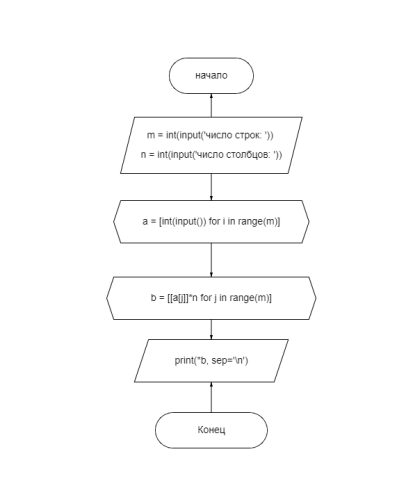 начало
m = int(input('число строк: '))
n = int(input('число столбцов: '))
a = [int(input()) for i in range(m)]
b = [[a[j]]*n for j in range(m)]
print(*b, sep='\n')
Конец